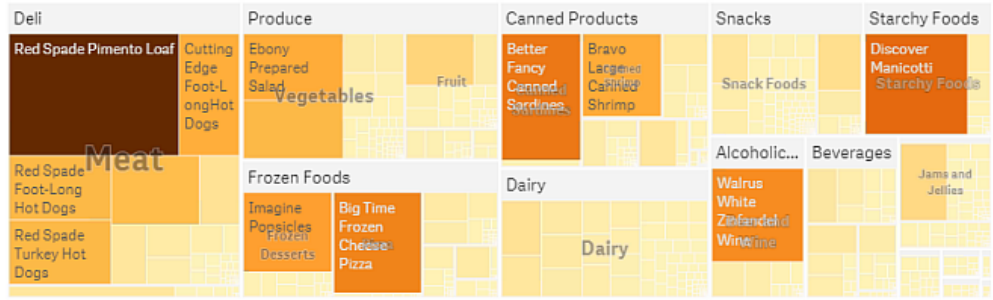 Deli
Red Spade Pimento Loaf
Cutting
Edge
Foot-L
ongHot
Dogs
Meat
Red Spade
Foot-Long
Hot Dogs
Red Spade
Turkey Hot
Dogs
Produce
Ebony
Prepared
Salad
Vegetables
Fruit
Frozen Foods
Imagine
Popsicles
Frozen
Desserts
Big Time
Frozen
Cheese
Pizza
Canned Products
Better
Fancy
Canned
Sardines
Bravo
Large
Canned
Shrimp
Dairy
Dairy
Snacks
Snack Foods
Starchy Foods
Discover
Manicotti
Starchy Foods
Alcoholic...
Walrus
White
Zinfandel
Wine
Wine
Beverages
Jams and
Jellies